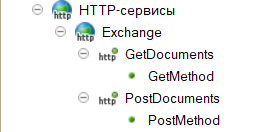 HTTP-сервисы
Exchange
GetDocuments
GetMethod
PostDocuments
PostMethod